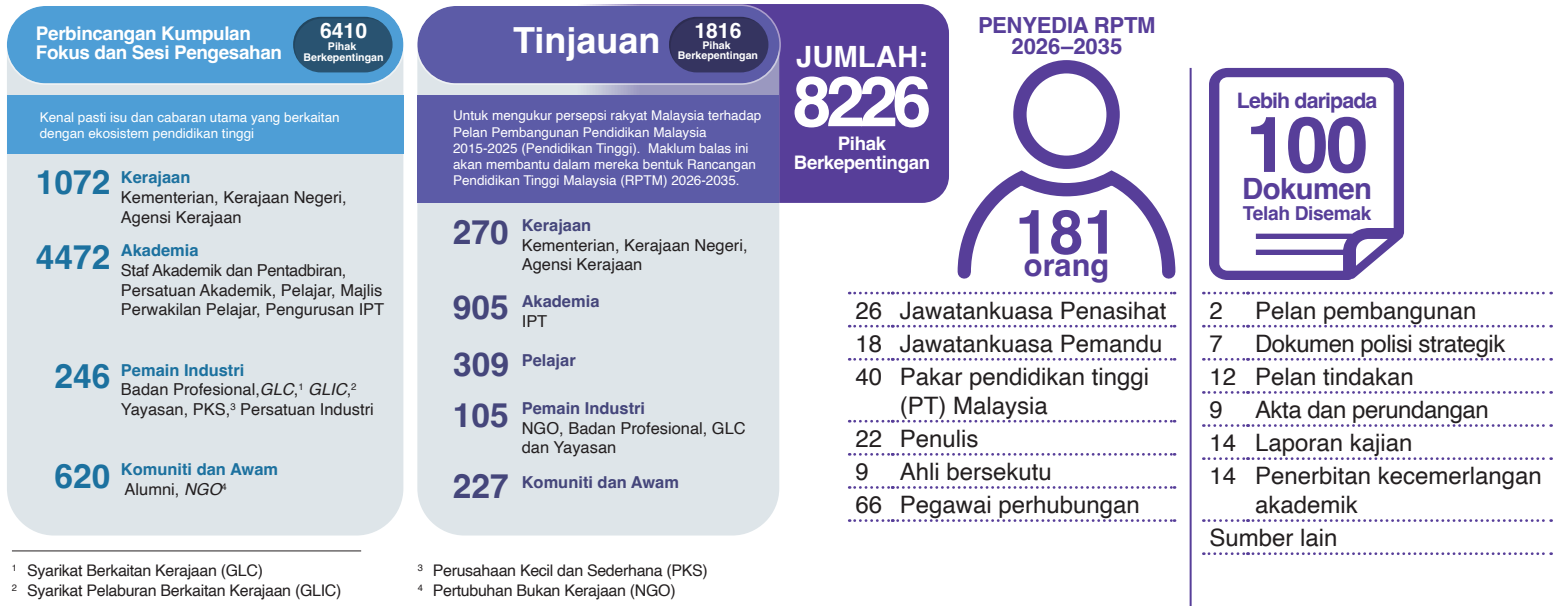 Perbincangan Kumpulan
Fokus dan Sesi Pengesahan
6410
Pihak
Berkepentingan
Kenal pasti isu dan cabaran utama yang berkaitan
dengan ekosistem pendidikan tinggi
1072 Kerajaan
Kementerian, Kerajaan Negeri,
Agensi Kerajaan
4472 Akademia
Staf Akademik dan Pentadbiran,
Persatuan Akademik, Pelajar, Majlis
Perwakilan Pelajar, Pengurusan IPT
246 Pemain Industri
Badan Profesional,GLC,¹ GLIC,²
Yayasan, PKS,³ Persatuan Industri
620 Komuniti dan Awam
Alumni, NGO⁴
Tinjauan
1816
Pihak
Berkepentingan
Untuk mengukur persepsi rakyat Malaysia terhadap
Pelan Pembangunan Pendidikan Malaysia
2015-2025 (Pendidikan Tinggi). Maklum balas ini
akan membantu dalam mereka bentuk Rancangan
Pendidikan Tinggi Malaysia (RPTM) 2026-2035.
270 Kerajaan
Kementerian, Kerajaan Negeri,
Agensi Kerajaan
905 Akademia
IPT
309 Pelajar
105 Pemain Industri
NGO, Badan Profesional, GLC
dan Yayasan
227 Komuniti dan Awam
JUMLAH:
8226
Pihak
Berkepentingan
PENYEDIA RPTM
2026–2035
181
orang
26 Jawatankuasa Penasihat
18 Jawatankuasa Pemandu
40 Pakar pendidikan tinggi
(PT) Malaysia
22 Penulis
9 Ahli bersekutu
66 Pegawai perhubungan
Lebih daripada
100
Dokumen
Telah Disemak
2 Pelan pembangunan
7 Dokumen polisi strategik
12 Pelan tindakan
9 Akta dan perundangan
14 Laporan kajian
14 Penerbitan kecemerlangan
akademik
Sumber lain
¹ Syarikat Berkaitan Kerajaan (GLC)
² Syarikat Pelaburan Berkaitan Kerajaan (GLIC)
³ Perusahaan Kecil dan Sederhana (PKS)
⁴ Pertubuhan Bukan Kerajaan (NGO)